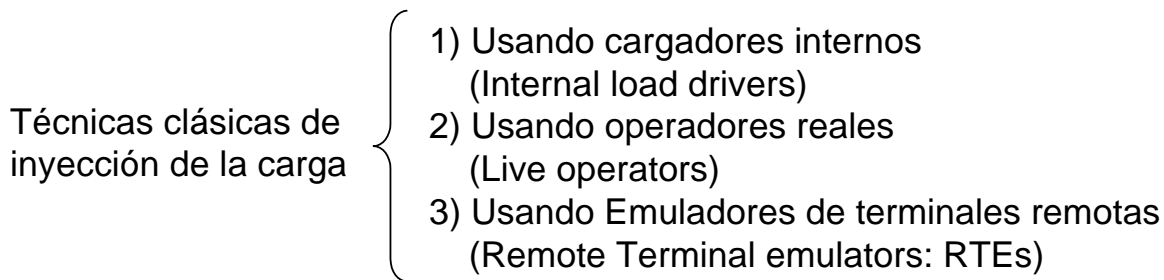 Técnicas clásicas de
inyección de la carga
1) Usando cargadores internos
(Internal load drivers)
2) Usando operadores reales
(Live operators)
3) Usando Emuladores de terminales remotas
(Remote Terminal emulators: RTEs)